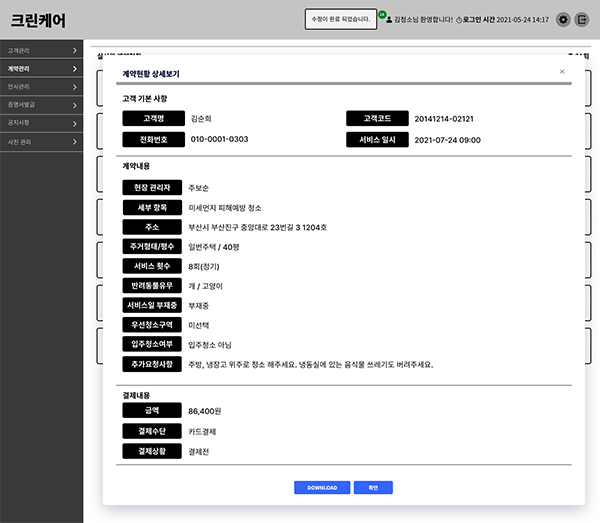 크린케어
수정이 완료 되었습니다.
김청소님 환영합니다! 로그인 시간 2021-05-24 14:17
고객관리
계약관리
인사관리
증명서발급
공지사항
사진 관리
계약현황 상세보기
×
고객 기본 사항
고객명 김순희 고객코드 20141214-02121
전화번호 010-0001-0303 서비스 일시 2021-07-24 09:00
계약내용
현장 관리자 주보순
세부 항목 미세먼지 피해예방 청소
주소 부산시 부산진구 중앙대로 23번길 3 1204호
주거형태/평수 일반주택 / 40평
서비스 횟수 8회(정기)
반려동물유무 개 / 고양이
서비스일 부재중 부재중
우선청소구역 미선택
입주청소여부 입주청소 아님
추가요청사항 주방, 냉장고 위주로 청소 해주세요. 냉동실에 있는 음식물 쓰레기도 버려주세요.
결제내용
금액 86,400원
결제수단 카드결제
결제상황 결제전
DOWNLOAD 확인